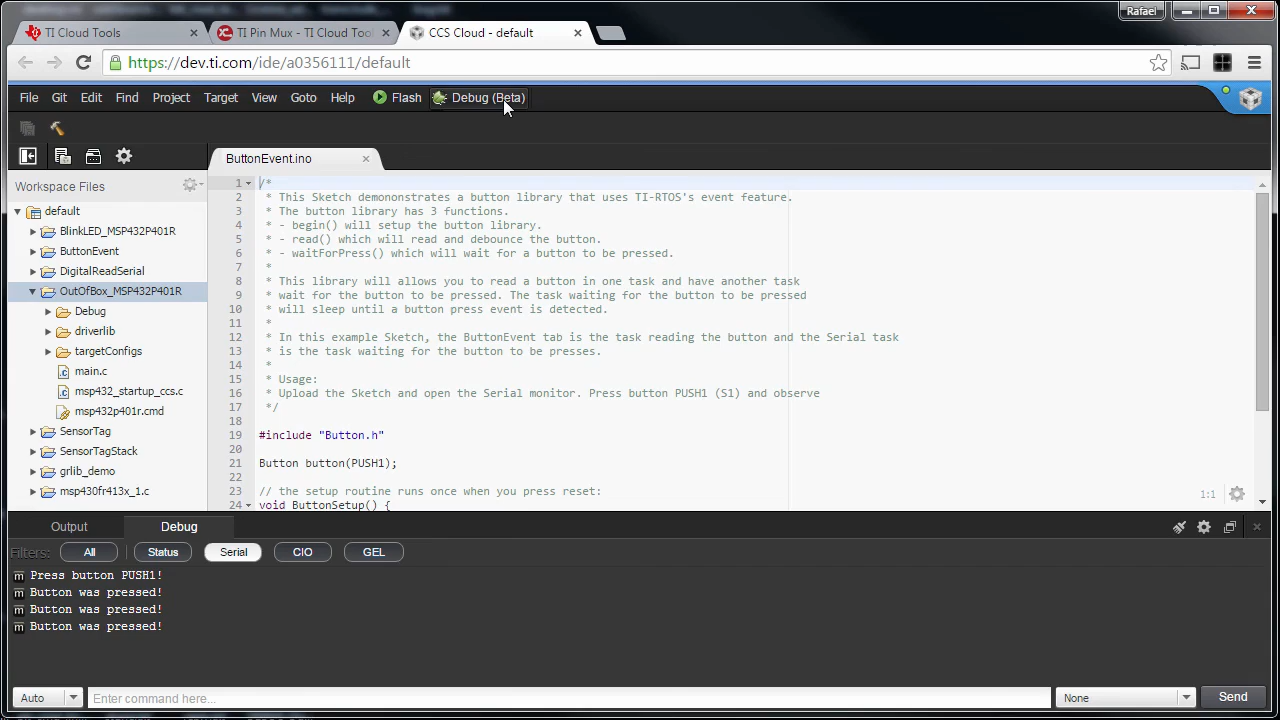 Rafael
TI Cloud Tools
TI Pin Mux - TI Cloud Tool
CCS Cloud - default
https://dev.ti.com/ide/a0356111/default
File Git Edit Find Project Target View Goto Help Flash Debug (Beta)
ButtonEvent.ino
Workspace Files
default
BlinkLED_MSP432P401R
ButtonEvent
DigitalReadSerial
OutOfBox_MSP432P401R
Debug
driverlib
targetConfigs
main.c
msp432_startup_ccs.c
msp432p401r.cmd
SensorTag
SensorTagStack
grlib_demo
msp430fr413x_1.c
1 /*
2 * This Sketch demononstrates a button library that uses TI-RTOS's event feature.
3 * The button library has 3 functions.
4 * - begin() will setup the button library.
5 * - read() which will read and debounce the button.
6 * - waitForPress() which will wait for a button to be pressed.
7 *
8 * This library will allows you to read a button in one task and have another task
9 * wait for the button to be pressed. The task waiting for the button to be pressed
10 * will sleep until a button press event is detected.
11 *
12 * In this example Sketch, the ButtonEvent tab is the task reading the button and the Serial task
13 * is the task waiting for the button to be presses.
14 *
15 * Usage:
16 * Upload the Sketch and open the Serial monitor. Press button PUSH1 (S1) and observe
17 */
18
19 #include "Button.h"
20
21 Button button(PUSH1);
22
23 // the setup routine runs once when you press reset:
24 void ButtonSetup() {
1:1
Output Debug
Filters: All Status Serial CIO GEL
m Press button PUSH1!
m Button was pressed!
m Button was pressed!
m Button was pressed!
Auto Enter command here... None Send